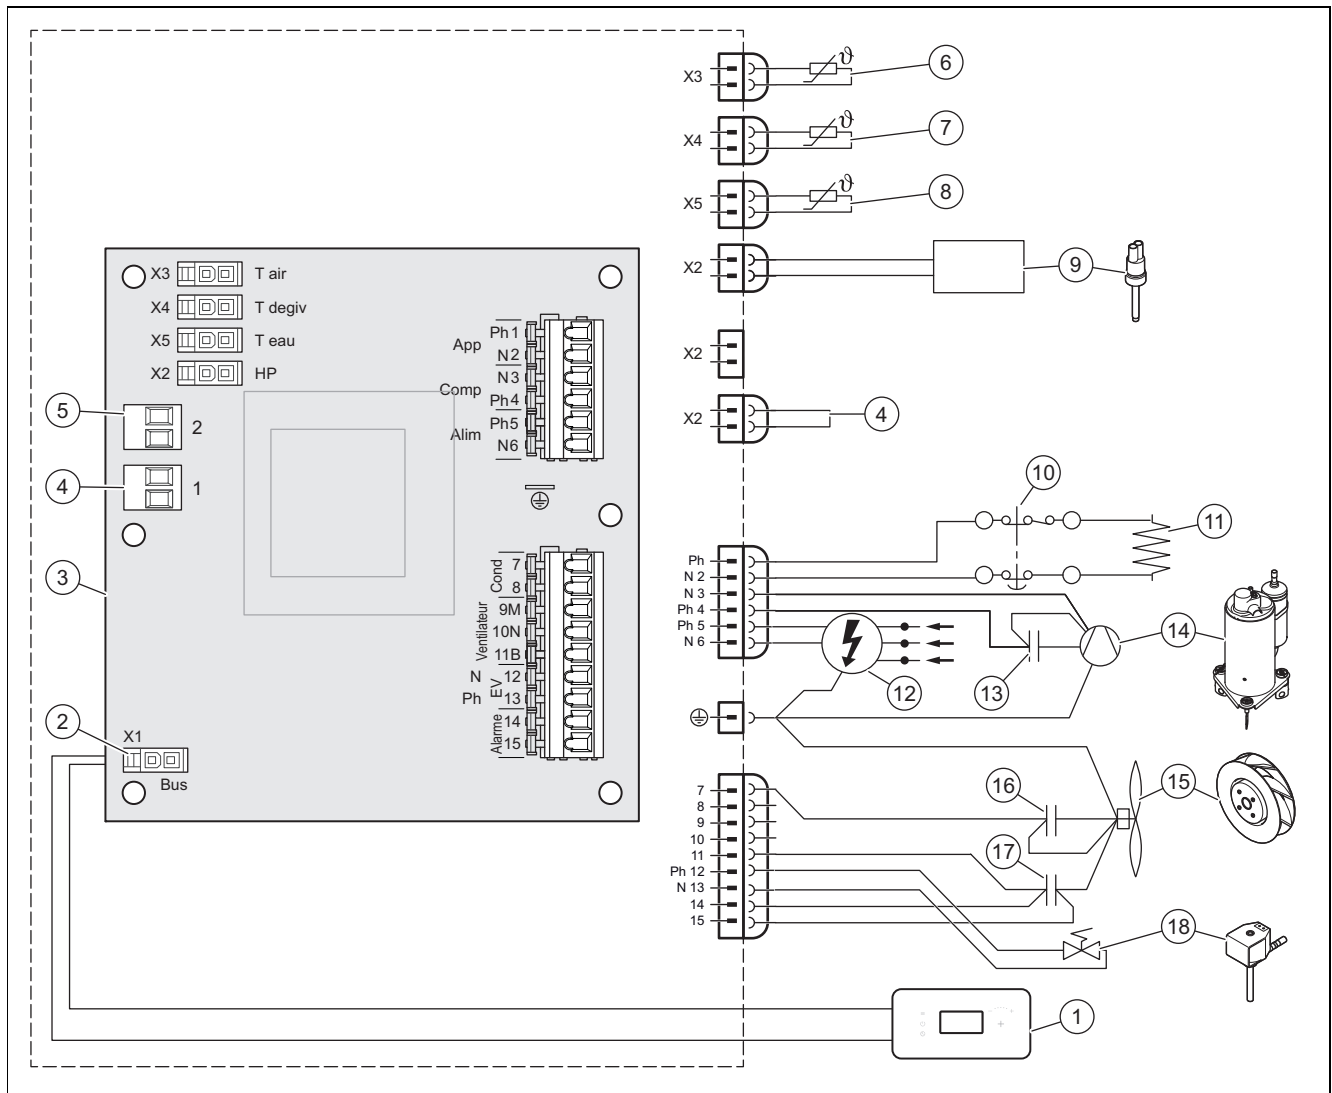 X3 T air
X4 T degiv
X5 T eau
X2 HP
5
2
4
1
3
2
X1
Bus
App
Comp
Alim
Ph 1
N 2
N 3
Ph 4
Ph 5
N 6
Cond
Ventilateur
EV
Alarme
7
8
9M
10N
11B
N 12
Ph 13
14
15
X3
ϑ
6
X4
ϑ
7
X5
ϑ
8
X2
9
X2
X2
4
10
11
Ph
N 2
N 3
Ph 4
Ph 5
N 6
12
13
14
7
8
9
10
11
Ph 12
N 13
14
15
16
15
17
18
1